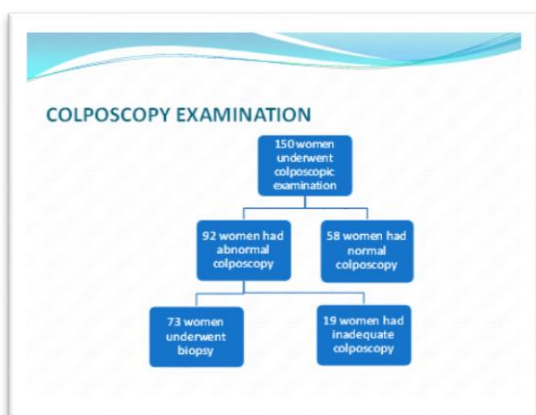 COLPOSCOPY EXAMINATION
150 women
underwent
colposcopic
examination
92 women had
abnormal
colposcopy
58 women had
normal
colposcopy
73 women
underwent
biopsy
19 women had
inadequate
colposcopy